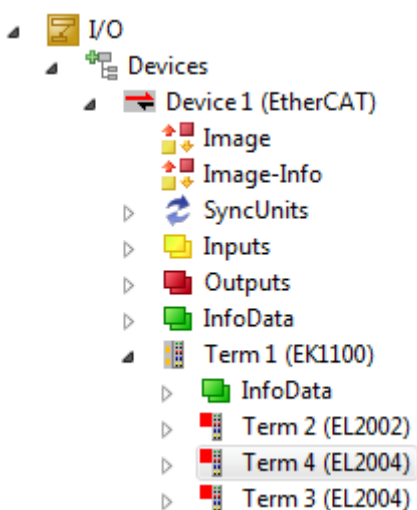 I/O
Devices
Device 1 (EtherCAT)
Image
Image-Info
SyncUnits
Inputs
Outputs
InfoData
Term 1 (EK1100)
InfoData
Term 2 (EL2002)
Term 4 (EL2004)
Term 3 (EL2004)